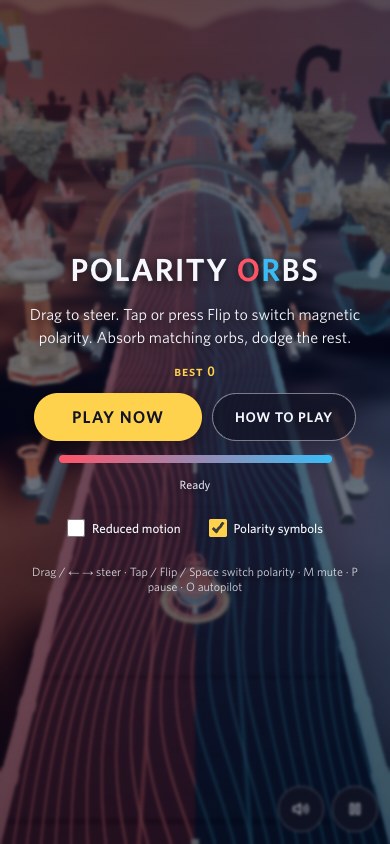 POLARITY ORBS
Drag to steer. Tap or press Flip to switch magnetic
polarity. Absorb matching orbs, dodge the rest.
BEST 0
PLAY NOW
HOW TO PLAY
Ready
Reduced motion
Polarity symbols
Drag / ← → steer · Tap / Flip / Space switch polarity · M mute · P
pause · O autopilot